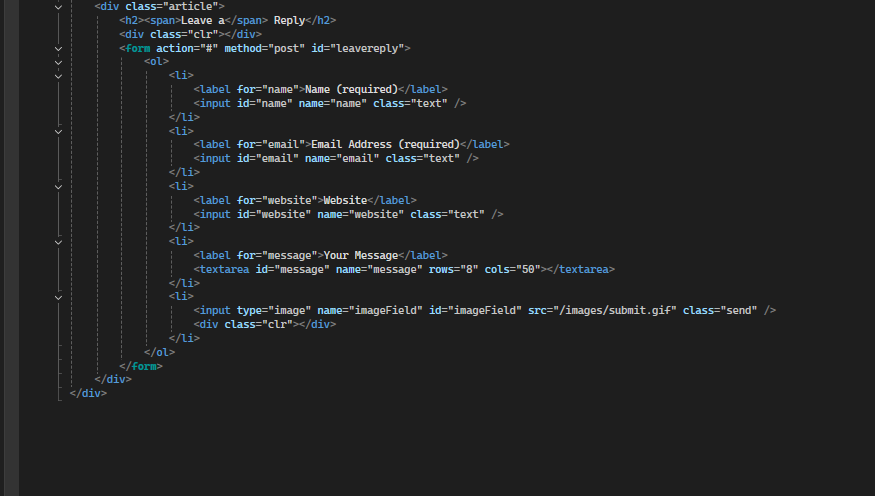 <div class="article">
<h2><span>Leave a</span> Reply</h2>
<div class="clr"></div>
<form action="#" method="post" id="leavereply">
<ol>
<li>
<label for="name">Name (required)</label>
<input id="name" name="name" class="text" />
</li>
<li>
<label for="email">Email Address (required)</label>
<input id="email" name="email" class="text" />
</li>
<li>
<label for="website">Website</label>
<input id="website" name="website" class="text" />
</li>
<li>
<label for="message">Your Message</label>
<textarea id="message" name="message" rows="8" cols="50"></textarea>
</li>
<li>
<input type="image" name="imageField" id="imageField" src="/images/submit.gif" class="send" />
<div class="clr"></div>
</li>
</ol>
</form>
</div>
</div>